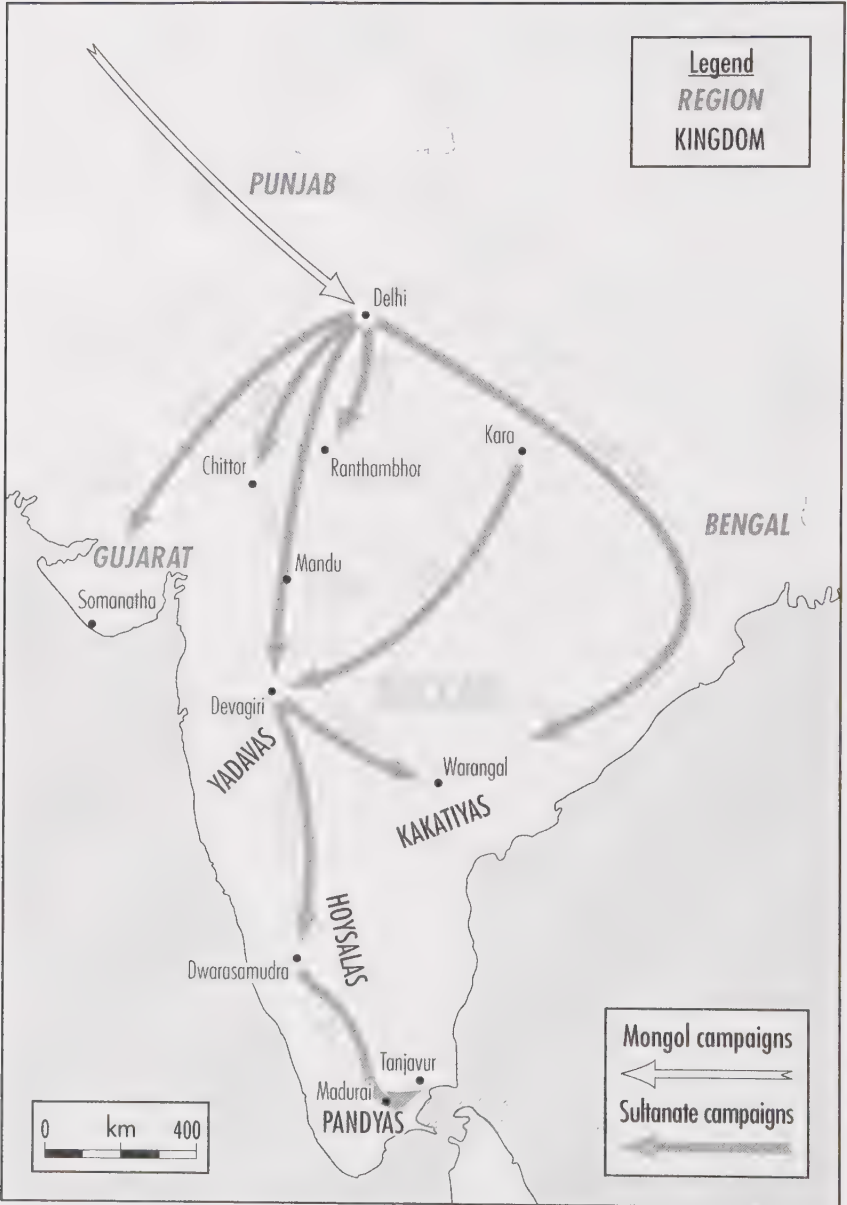 Legend
REGION
KINGDOM
PUNJAB
Delhi
Kara
Chittor
Ranthambhor
BENGAL
GUJARAT
Mandu
Somanatha
DECCAN
Devagiri
YADAVAS
Warangal
KAKATIYAS
HOYSALAS
Dwarasamudra
Tanjavur
Madurai
PANDYAS
0 km 400
Mongol campaigns
Sultanate campaigns